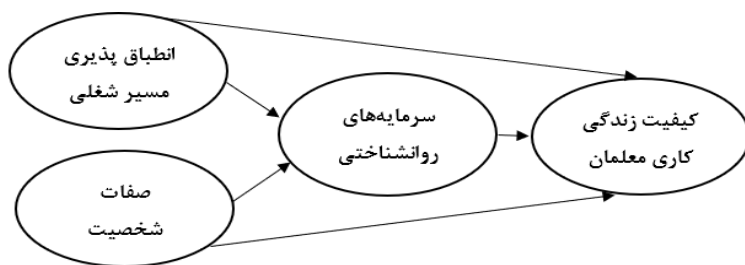 انطباق پذیری
مسیر شغلی
سرمایه‌های
روانشناختی
کیفیت زندگی
کاری معلمان
صفات
شخصیت